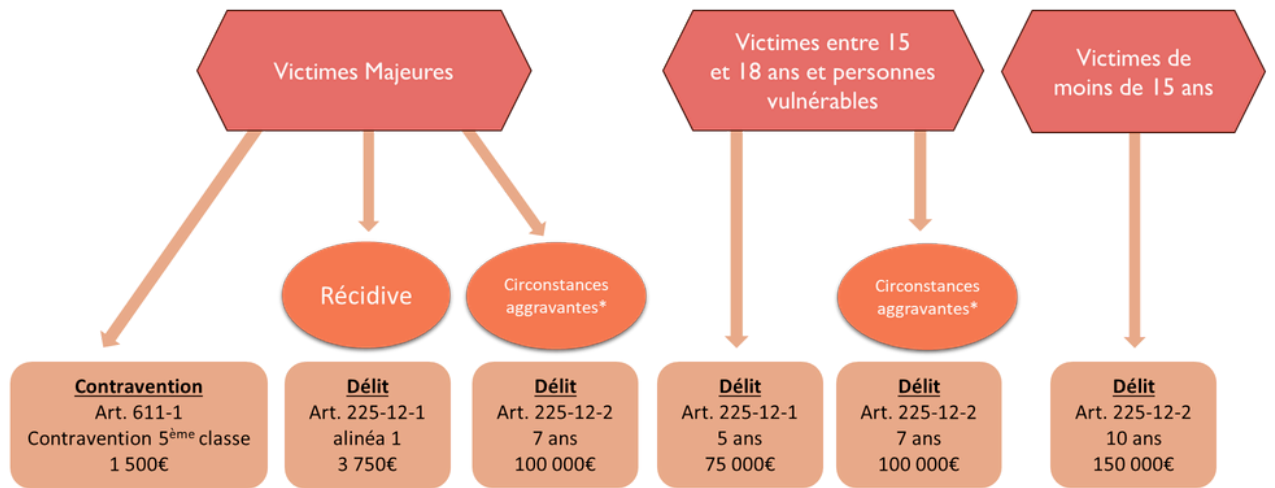 Victimes Majeures
Victimes entre 15
et 18 ans et personnes
vulnérables
Victimes de
moins de 15 ans
Récidive
Circonstances
aggravantes*
Circonstances
aggravantes*
Contravention
Art. 611-1
Contravention 5ème classe
1 500€
Délit
Art. 225-12-1
alinéa 1
3 750€
Délit
Art. 225-12-2
7 ans
100 000€
Délit
Art. 225-12-1
5 ans
75 000€
Délit
Art. 225-12-2
7 ans
100 000€
Délit
Art. 225-12-2
10 ans
150 000€